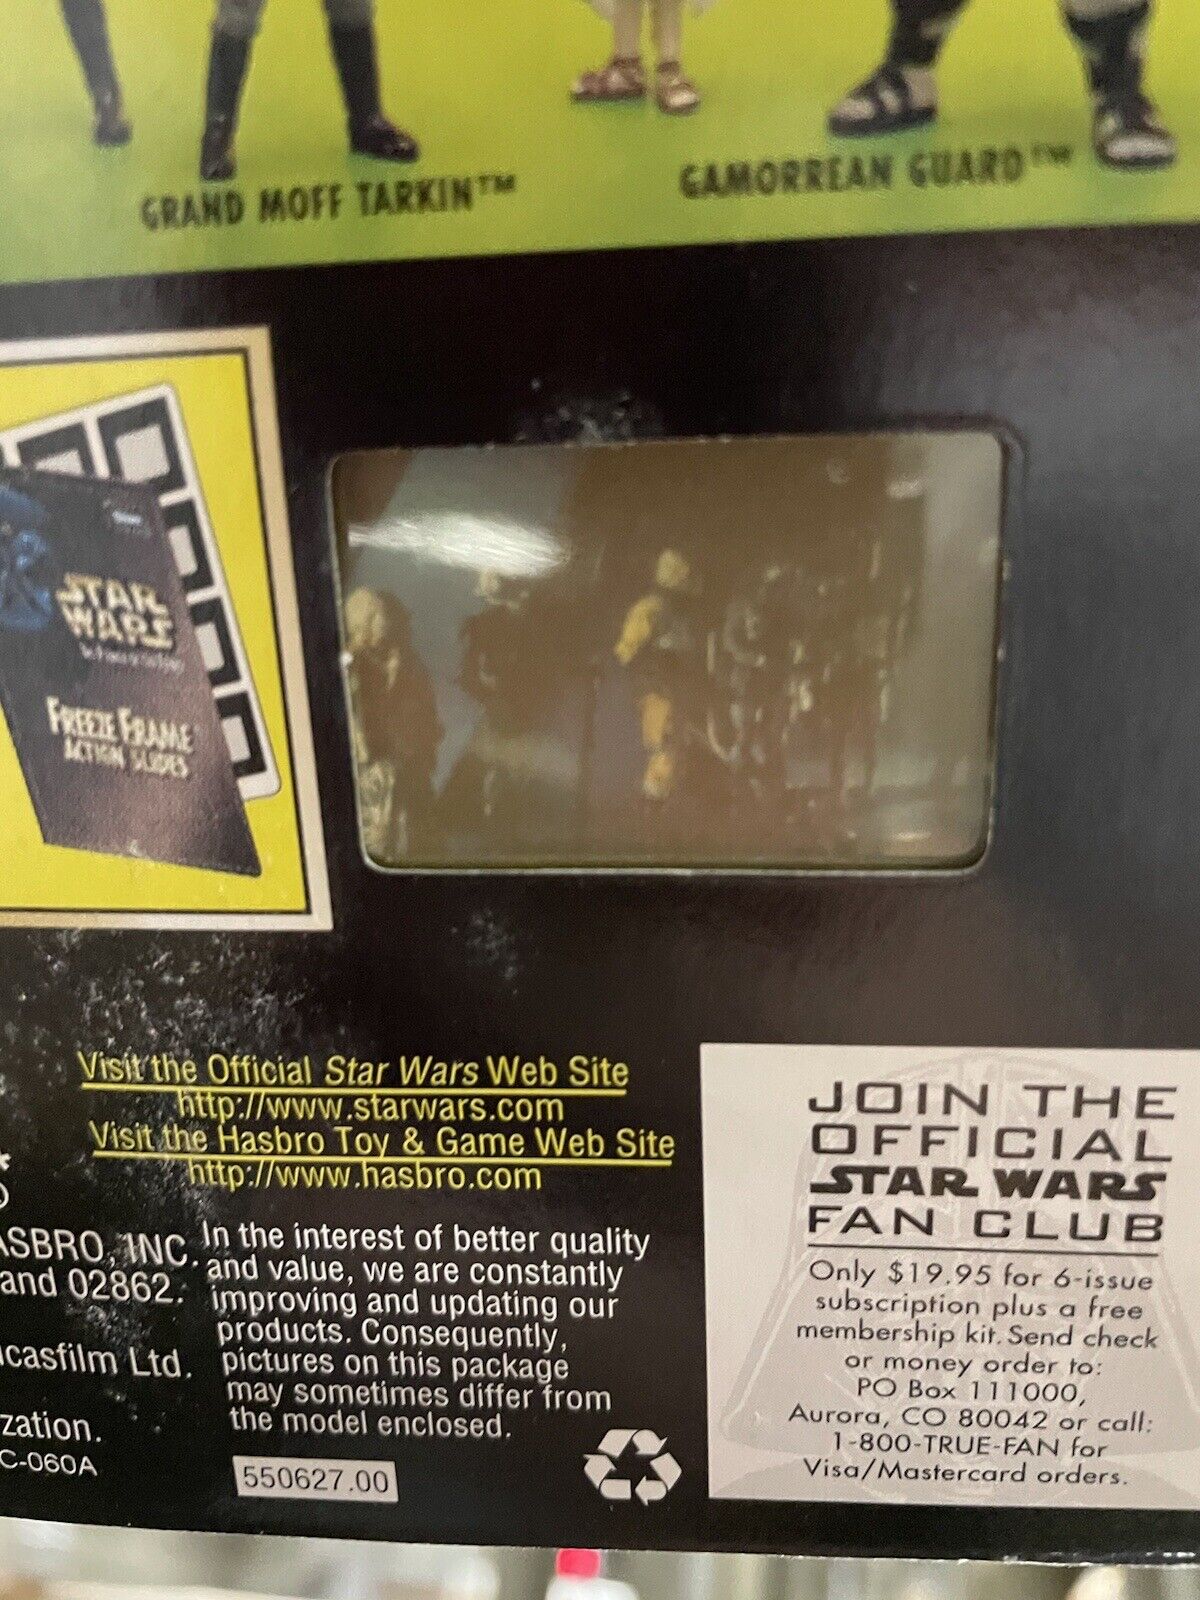 GRAND MOFF TARKIN™
GAMORREAN GUARD™
STAR
WARS
FREEZE FRAME
ACTION SLIDES
Visit the Official Star Wars Web Site
http://www.starwars.com
Visit the Hasbro Toy & Game Web Site
http://www.hasbro.com
ASBRO, INC.
and 02862.
ucasfilm Ltd.
zation.
C-060A
In the interest of better quality
and value, we are constantly
improving and updating our
products. Consequently,
pictures on this package
may sometimes differ from
the model enclosed.
550627.00
JOIN THE
OFFICIAL
STAR WARS
FAN CLUB
Only $19.95 for 6-issue
subscription plus a free
membership kit. Send check
or money order to:
PO Box 111000,
Aurora, CO 80042 or call:
1-800-TRUE-FAN for
Visa/Mastercard orders.